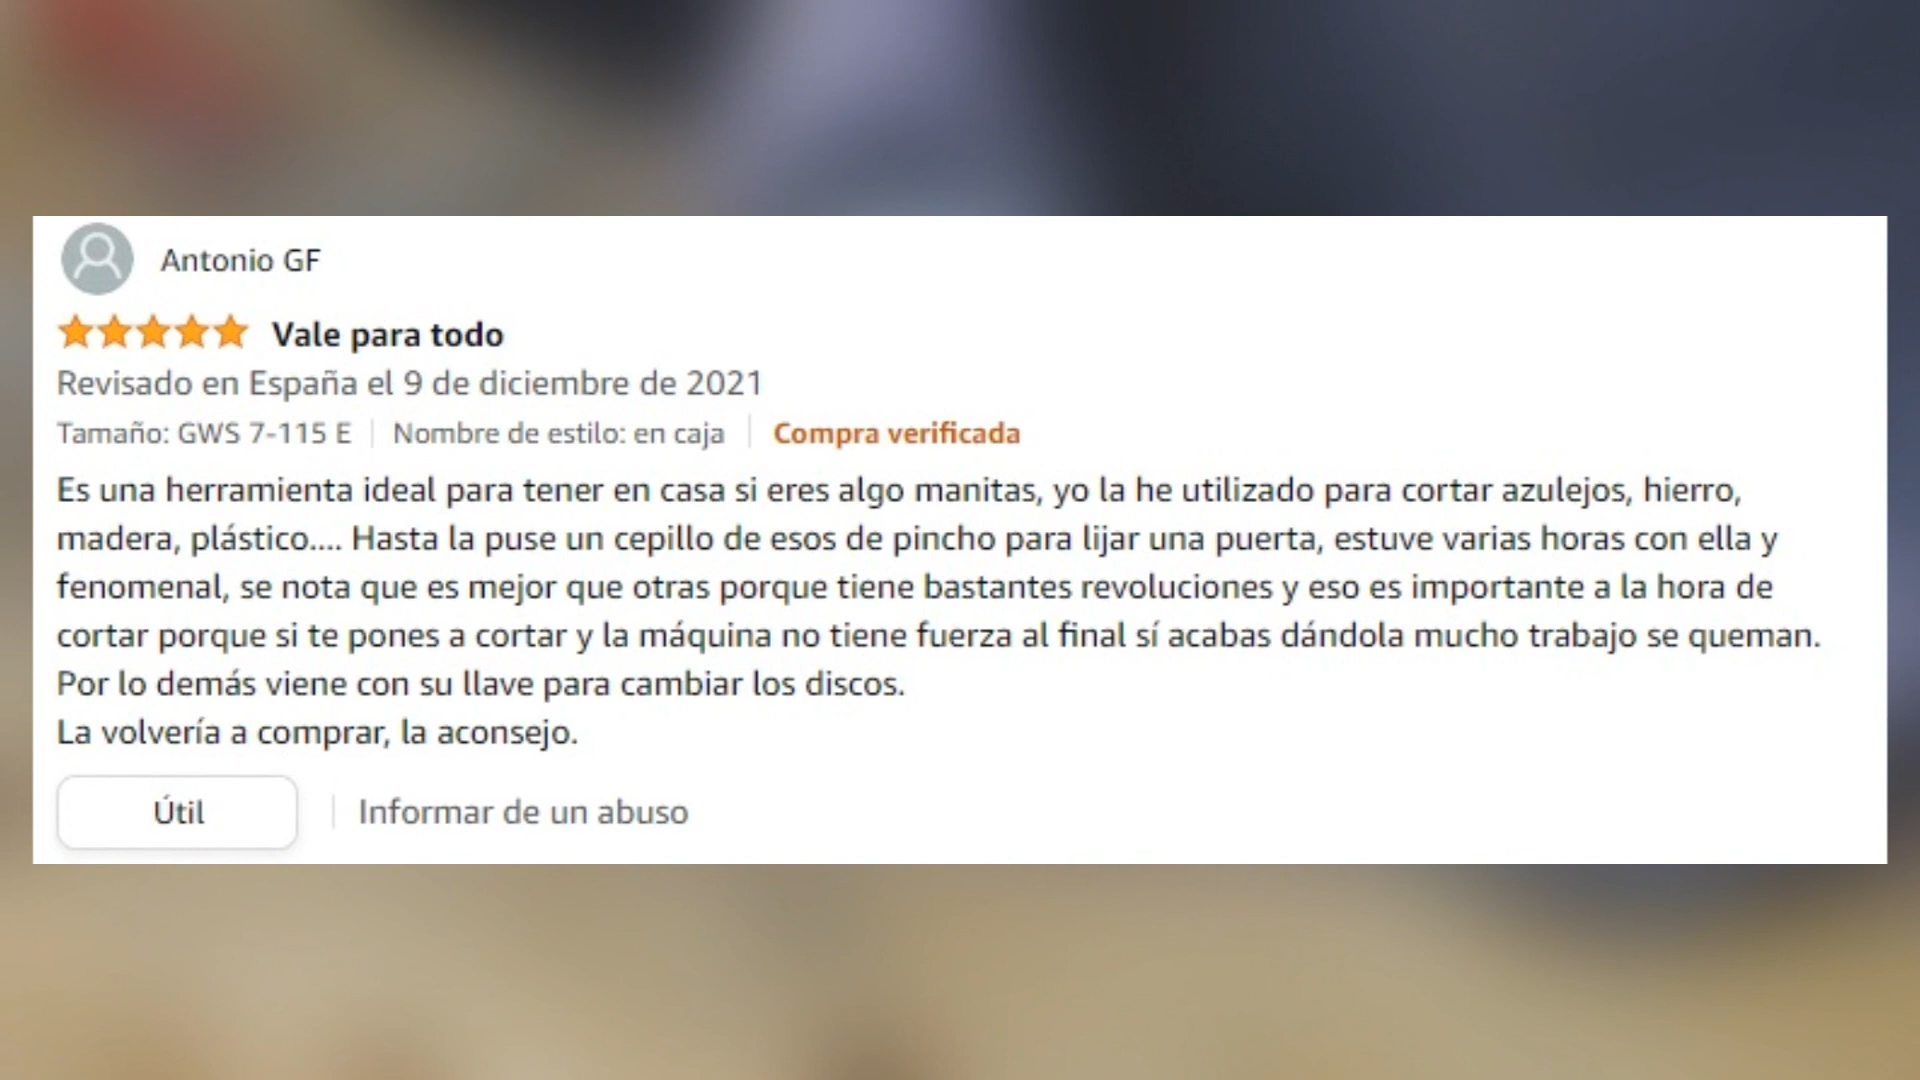 Antonio GF
Vale para todo
Revisado en España el 9 de diciembre de 2021
Tamaño: GWS 7-115 E | Nombre de estilo: en caja | Compra verificada
Es una herramienta ideal para tener en casa si eres algo manitas, yo la he utilizado para cortar azulejos, hierro,
madera, plástico.... Hasta la puse un cepillo de esos de pincho para lijar una puerta, estuve varias horas con ella y
fenomenal, se nota que es mejor que otras porque tiene bastantes revoluciones y eso es importante a la hora de
cortar porque si te pones a cortar y la máquina no tiene fuerza al final sí acabas dándola mucho trabajo se queman.
Por lo demás viene con su llave para cambiar los discos.
La volvería a comprar, la aconsejo.
Útil | Informar de un abuso